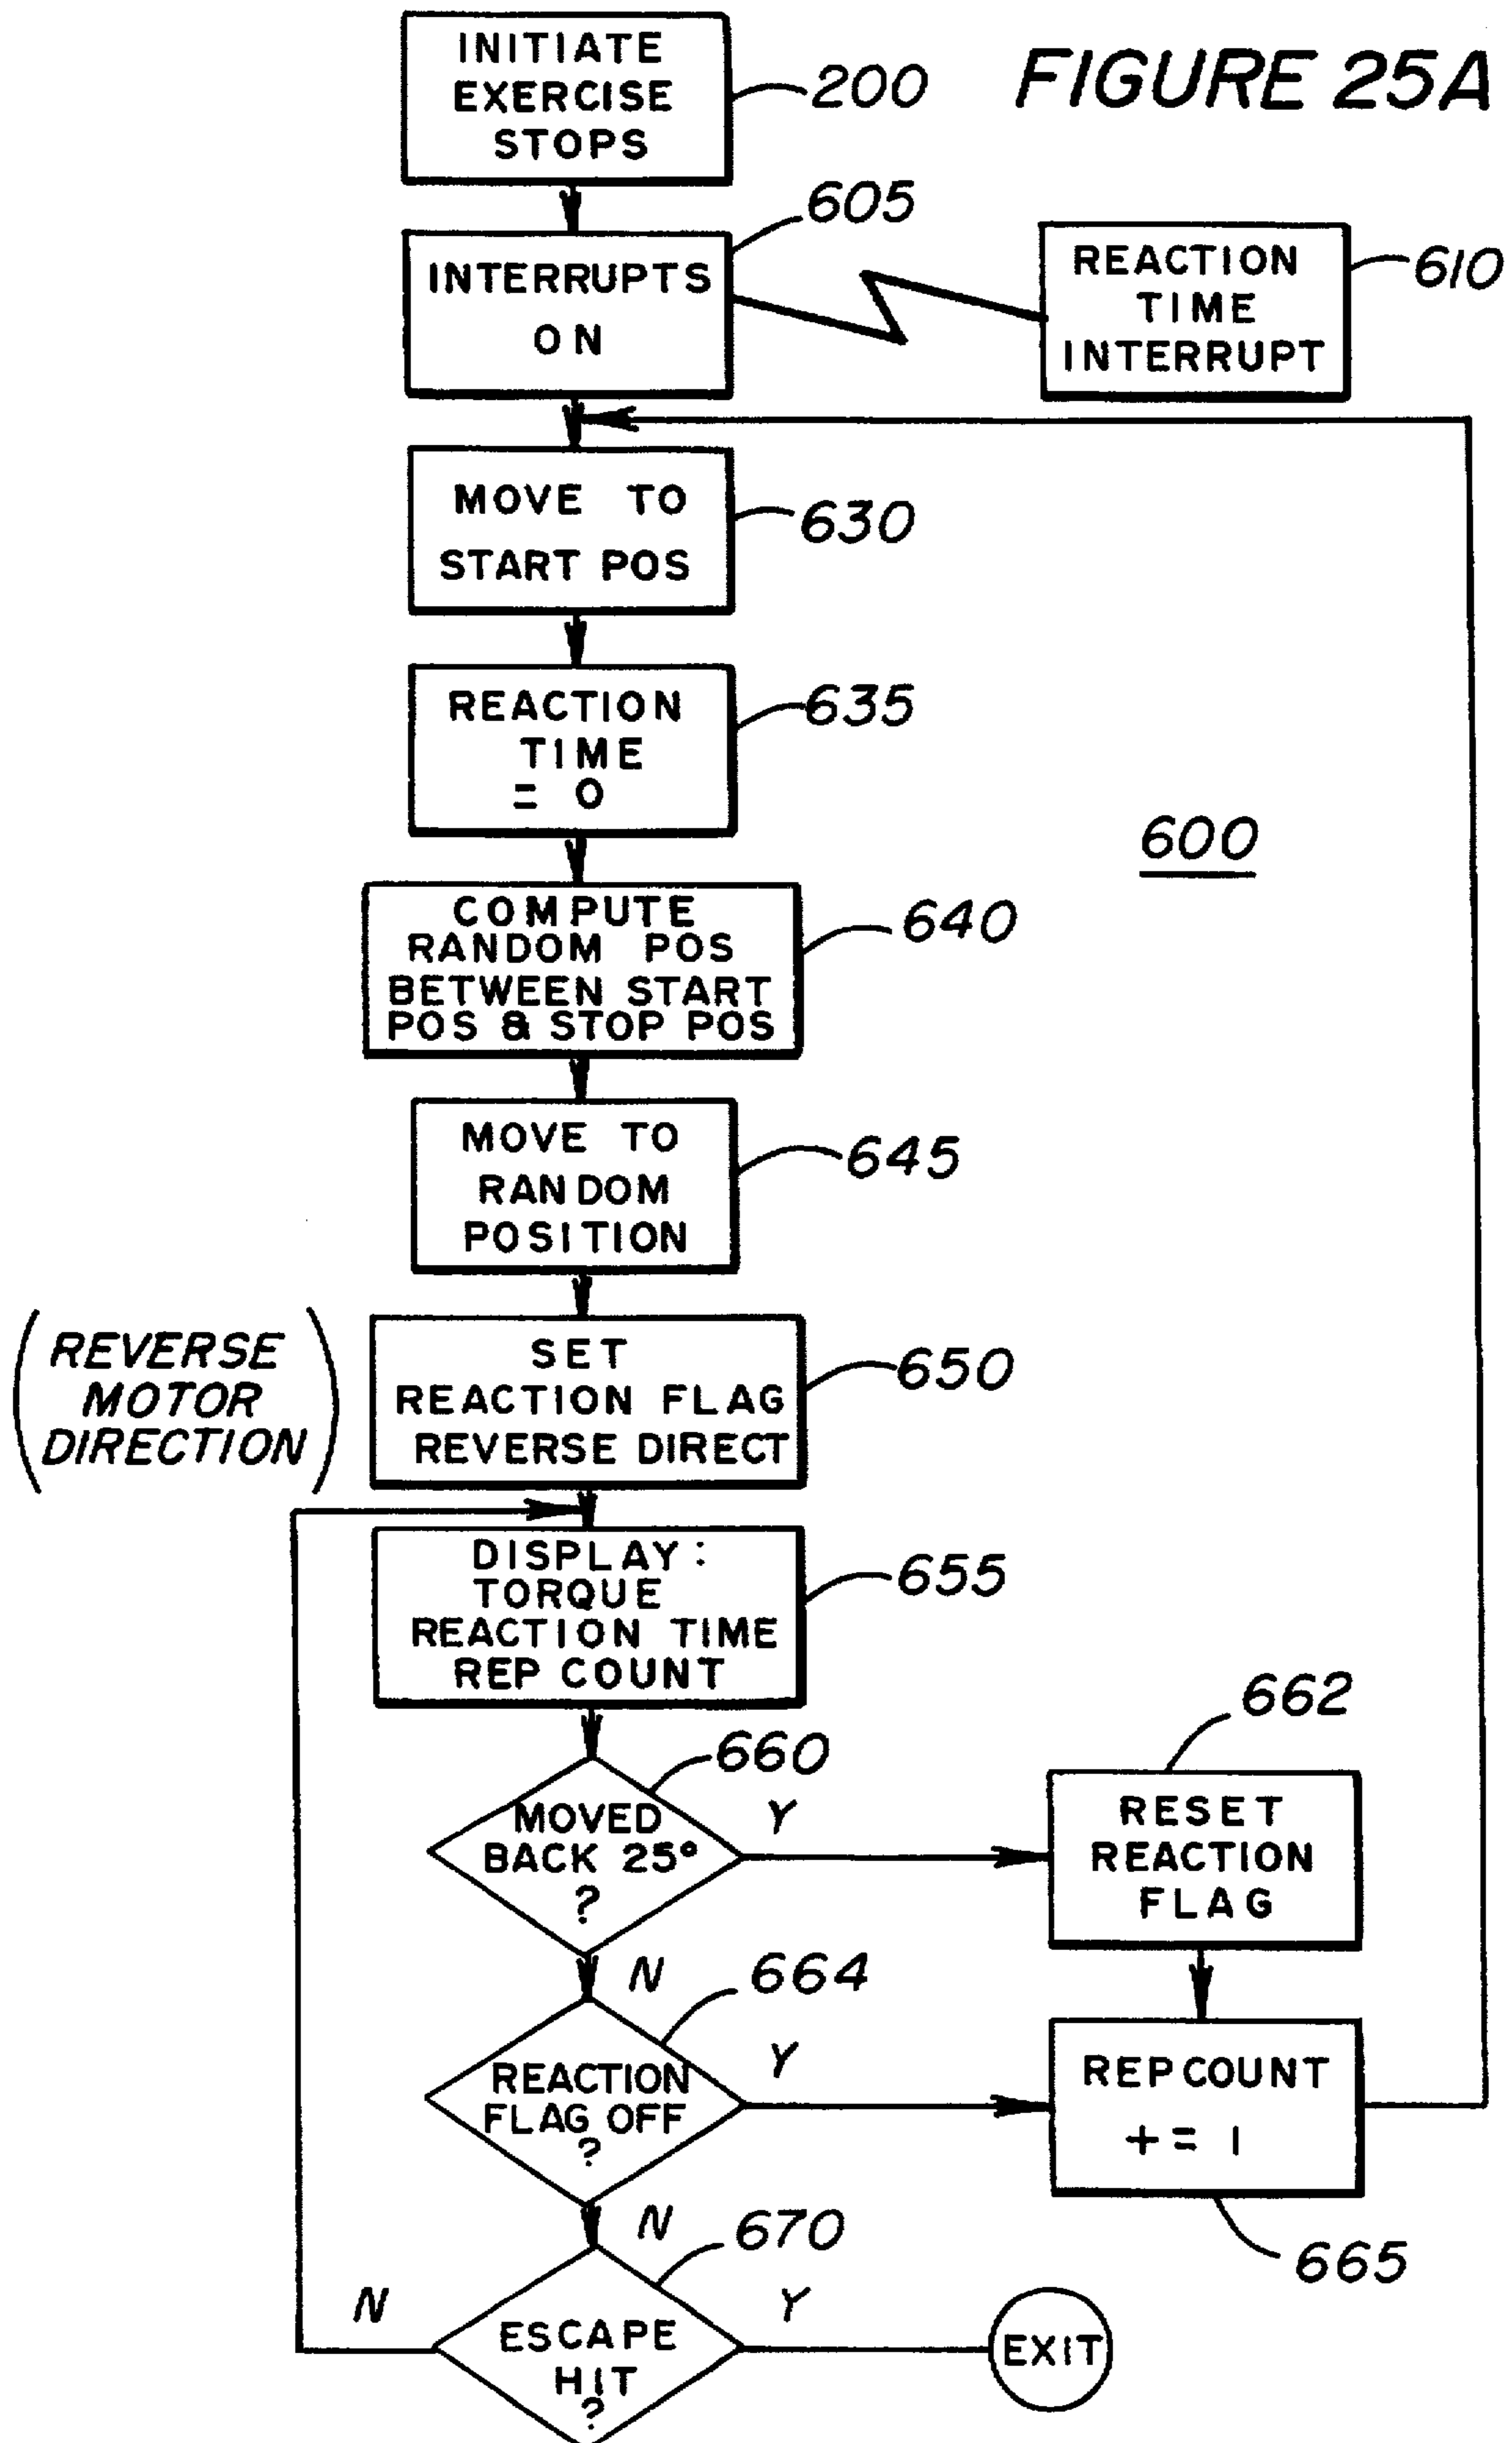 INITIATE
EXERCISE
STOPS
200
FIGURE 25A
INTERRUPTS
ON
605
REACTION
TIME
INTERRUPT
610
MOVE TO
START POS
630
REACTION
TIME
= 0
635
600
COMPUTE
RANDOM POS
BETWEEN START
POS & STOP POS
640
MOVE TO
RANDOM
POSITION
645
(REVERSE
MOTOR
DIRECTION)
SET
REACTION FLAG
REVERSE DIRECT
650
DISPLAY:
TORQUE
REACTION TIME
REP COUNT
655
MOVED
BACK 25°
?
660
Y
N
RESET
REACTION
FLAG
662
REACTION
FLAG OFF
?
664
Y
N
REP COUNT
+= 1
665
ESCAPE
HIT
?
670
N
Y
EXIT